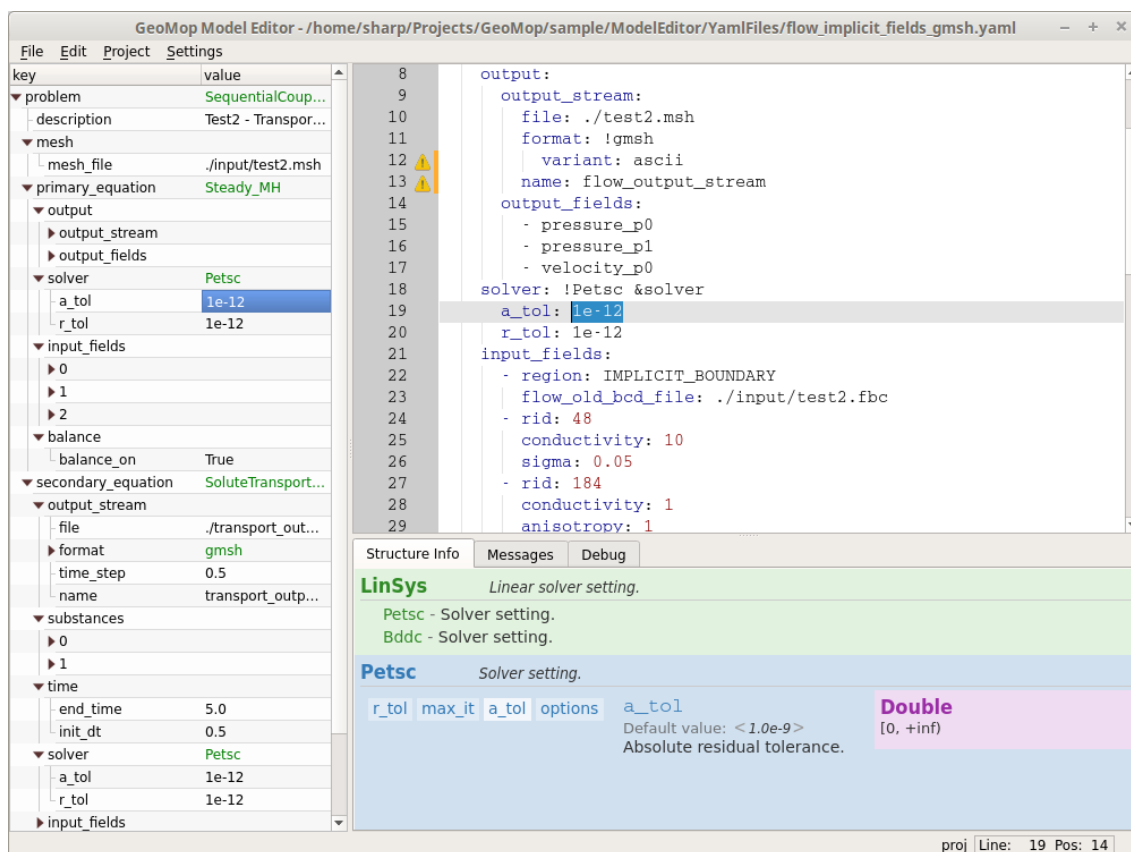 GeoMop Model Editor - /home/sharp/Projects/GeoMop/sample/ModelEditor/YamlFiles/flow_implicit_fields_gmsh.yaml
File Edit Project Settings
key value
problem SequentialCoup...
description Test2 - Transpor...
mesh
mesh_file ./input/test2.msh
primary_equation Steady_MH
output
output_stream
output_fields
solver Petsc
a_tol 1e-12
r_tol 1e-12
input_fields
0
1
2
balance
balance_on True
secondary_equation SoluteTransport...
output_stream
file ./transport_out...
format gmsh
time_step 0.5
name transport_outp...
substances
0
1
time
end_time 5.0
init_dt 0.5
solver Petsc
a_tol 1e-12
r_tol 1e-12
input_fields
8 output:
9 output_stream:
10 file: ./test2.msh
11 format: !gmsh
12 variant: ascii
13 name: flow_output_stream
14 output_fields:
15 - pressure_p0
16 - pressure_p1
17 - velocity_p0
18 solver: !Petsc &solver
19 a_tol: 1e-12
20 r_tol: 1e-12
21 input_fields:
22 - region: IMPLICIT_BOUNDARY
23 flow_old_bcd_file: ./input/test2.fbc
24 - rid: 48
25 conductivity: 10
26 sigma: 0.05
27 - rid: 184
28 conductivity: 1
29 anisotropy: 1
Structure Info Messages Debug
LinSys Linear solver setting.
Petsc - Solver setting.
Bddc - Solver setting.
Petsc Solver setting.
r_tol max_it a_tol options
a_tol
Default value: <1.0e-9>
Absolute residual tolerance.
Double
[0, +inf)
proj Line: 19 Pos: 14